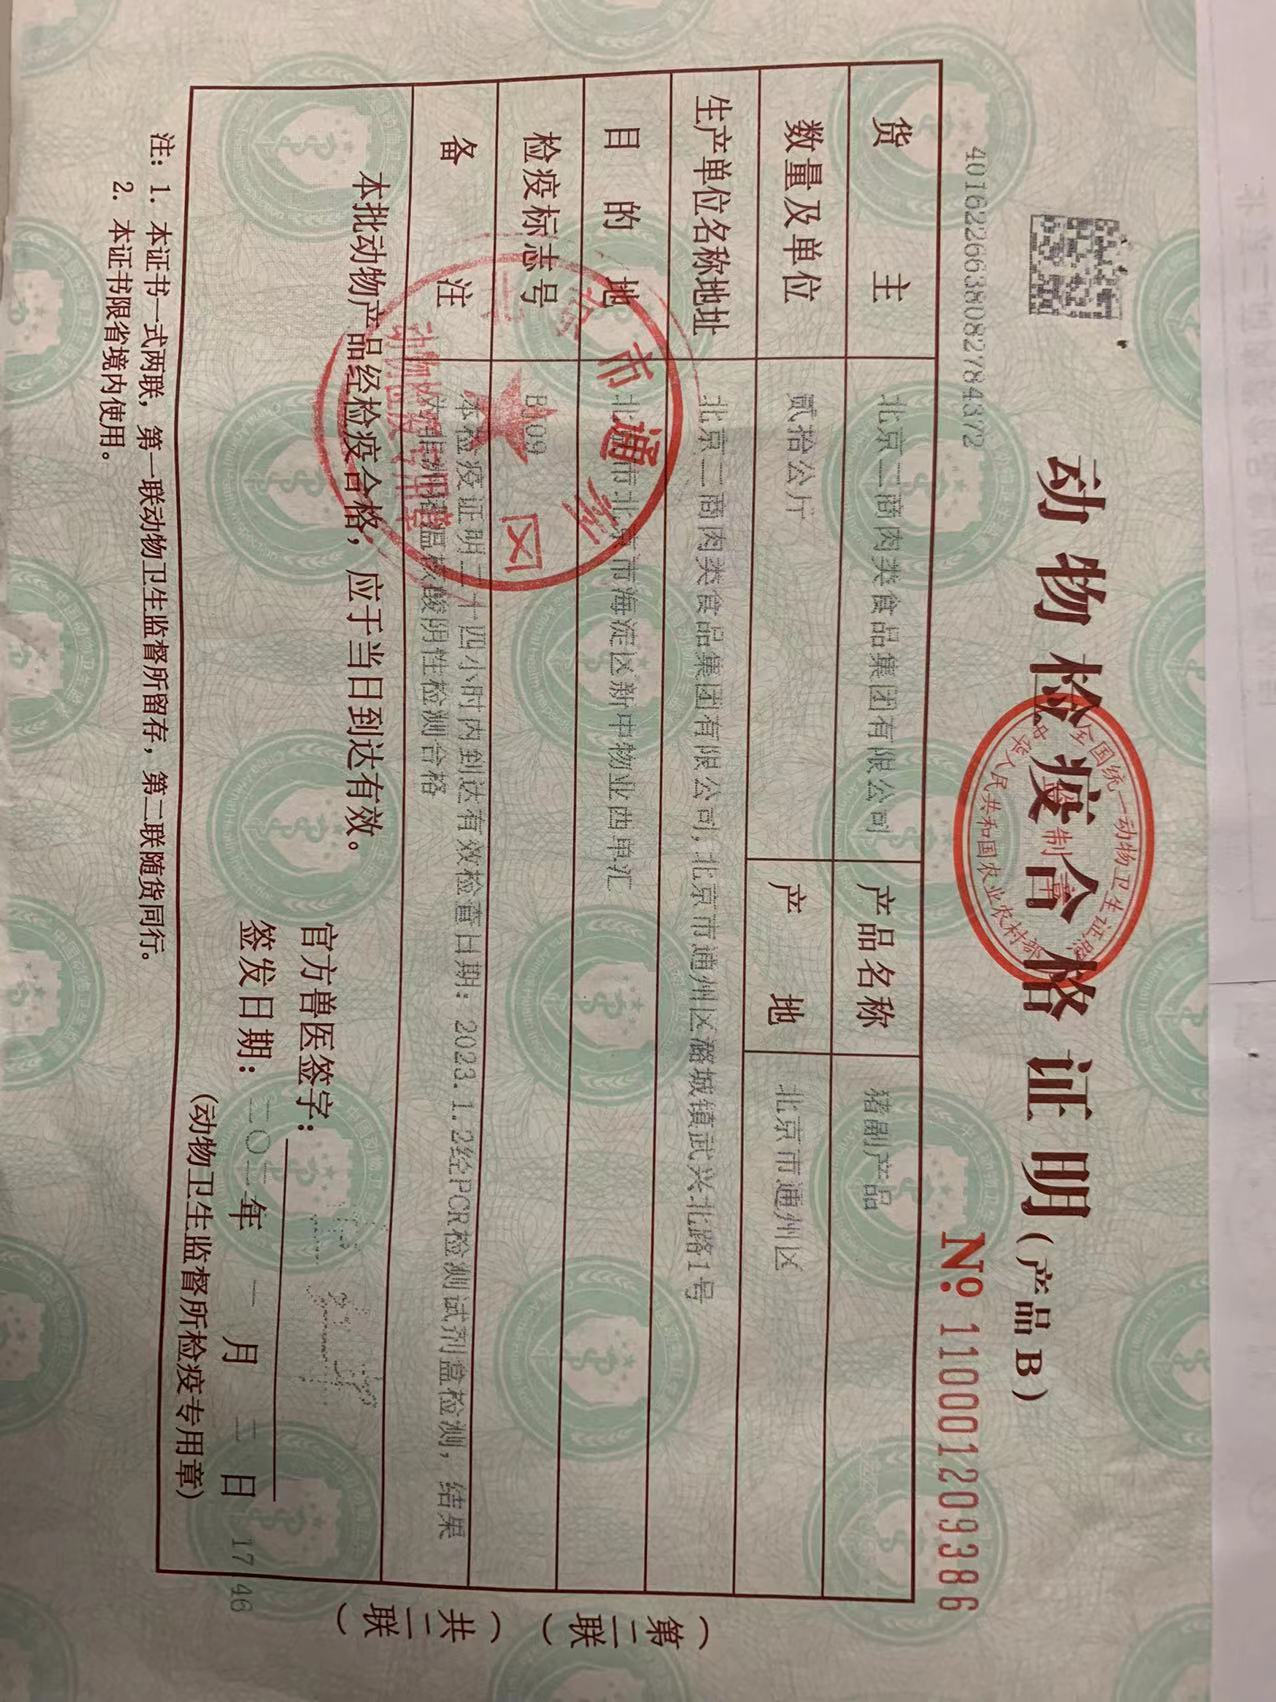 4016226638082784372
动物检疫合格证明（产品 B）
全国统一动物卫生证照
中华人民共和国农业农村部
监制章
№ 11000120938​6
货主 北京二商肉类食品集团有限公司 产品名称 猪副产品
数量及单位 贰拾公斤 产地 北京市通州区
生产单位名称地址 北京二商肉类食品集团有限公司，北京市通州区潞城镇武兴北路1号
目的地 北京市北京市海淀区新中物业西单汇
检疫标志号 BJ09
备注 本检疫证明二十四小时内到达有效检查日期：2023.1.2经PCR检测试剂盒检测，结果
为非洲猪瘟核酸阴性检测合格
本批动物产品经检疫合格，应于当日到达有效。
官方兽医签字：
签发日期： 年 一 月 二 日 17 46
（动物卫生监督所检疫专用章）
注：1. 本证书一式两联，第一联动物卫生监督所留存，第二联随货同行。
2. 本证书限省境内使用。
（第二联）
（共二联）